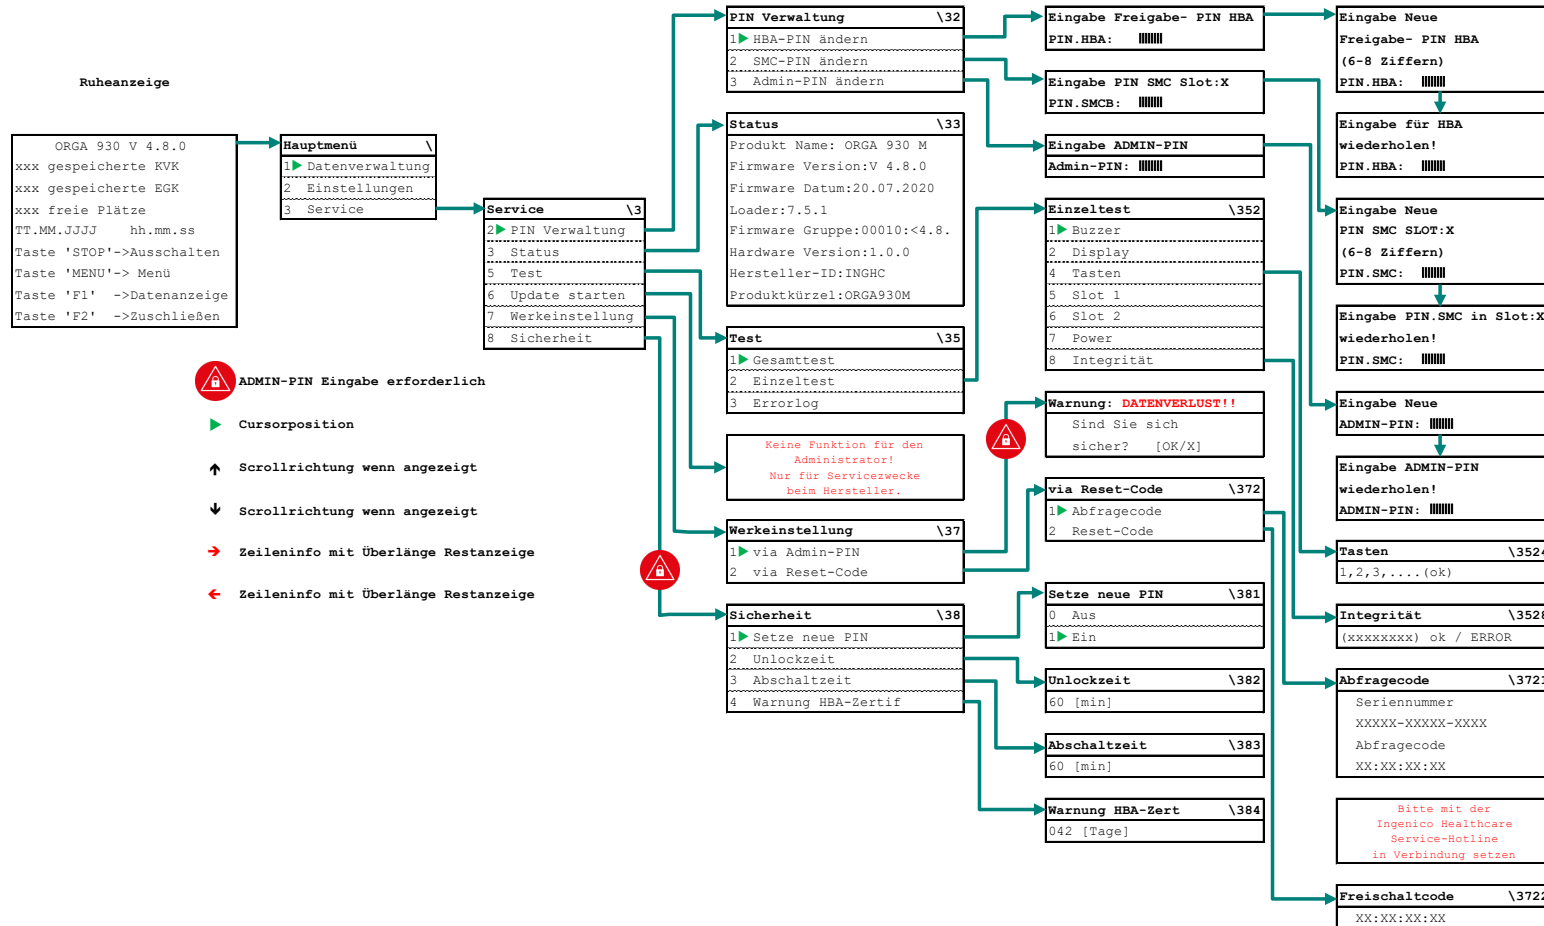 Ruheanzeige
ORGA 930 V 4.8.0
xxx gespeicherte KVK
xxx gespeicherte EGK
xxx freie Plätze
TT.MM.JJJJ hh.mm.ss
Taste 'STOP'->Ausschalten
Taste 'MENU'-> Menü
Taste 'F1' ->Datenanzeige
Taste 'F2' ->Zuschließen
ADMIN-PIN Eingabe erforderlich
Cursorposition
Scrollrichtung wenn angezeigt
Scrollrichtung wenn angezeigt
Zeileninfo mit Überlänge Restanzeige
Zeileninfo mit Überlänge Restanzeige
Hauptmenü \
1 Datenverwaltung
2 Einstellungen
3 Service
Service \3
2 PIN Verwaltung
3 Status
5 Test
6 Update starten
7 Werkeinstellung
8 Sicherheit
PIN Verwaltung \32
1 HBA-PIN ändern
2 SMC-PIN ändern
3 Admin-PIN ändern
Status \33
Produkt Name: ORGA 930 M
Firmware Version:V 4.8.0
Firmware Datum:20.07.2020
Loader:7.5.1
Firmware Gruppe:00010:<4.8.
Hardware Version:1.0.0
Hersteller-ID:INGHC
Produktkürzel:ORGA930M
Test \35
1 Gesamttest
2 Einzeltest
3 Errorlog
Keine Funktion für den
Administrator!
Nur für Servicezwecke
beim Hersteller.
Werkeinstellung \37
1 via Admin-PIN
2 via Reset-Code
Sicherheit \38
1 Setze neue PIN
2 Unlockzeit
3 Abschaltzeit
4 Warnung HBA-Zertif
Eingabe Freigabe- PIN HBA
PIN.HBA:
Eingabe PIN SMC Slot:X
PIN.SMCB:
Eingabe ADMIN-PIN
Admin-PIN:
Einzeltest \352
1 Buzzer
2 Display
4 Tasten
5 Slot 1
6 Slot 2
7 Power
8 Integrität
Warnung: DATENVERLUST!!
Sind Sie sich
sicher? [OK/X]
via Reset-Code \372
1 Abfragecode
2 Reset-Code
Setze neue PIN \381
0 Aus
1 Ein
Unlockzeit \382
60 [min]
Abschaltzeit \383
60 [min]
Warnung HBA-Zert \384
042 [Tage]
Eingabe Neue
Freigabe- PIN HBA
(6-8 Ziffern)
PIN.HBA:
Eingabe für HBA
wiederholen!
PIN.HBA:
Eingabe Neue
PIN SMC SLOT:X
(6-8 Ziffern)
PIN.SMC:
Eingabe PIN.SMC in Slot:X
wiederholen!
PIN.SMC:
Eingabe Neue
ADMIN-PIN:
Eingabe ADMIN-PIN
wiederholen!
ADMIN-PIN:
Tasten \3524
1,2,3,....(ok)
Integrität \3528
(xxxxxxxx) ok / ERROR
Abfragecode \3721
Seriennummer
XXXXX-XXXXX-XXXX
Abfragecode
XX:XX:XX:XX
Bitte mit der
Ingenico Healthcare
Service-Hotline
in Verbindung setzen
Freischaltcode \3722
XX:XX:XX:XX